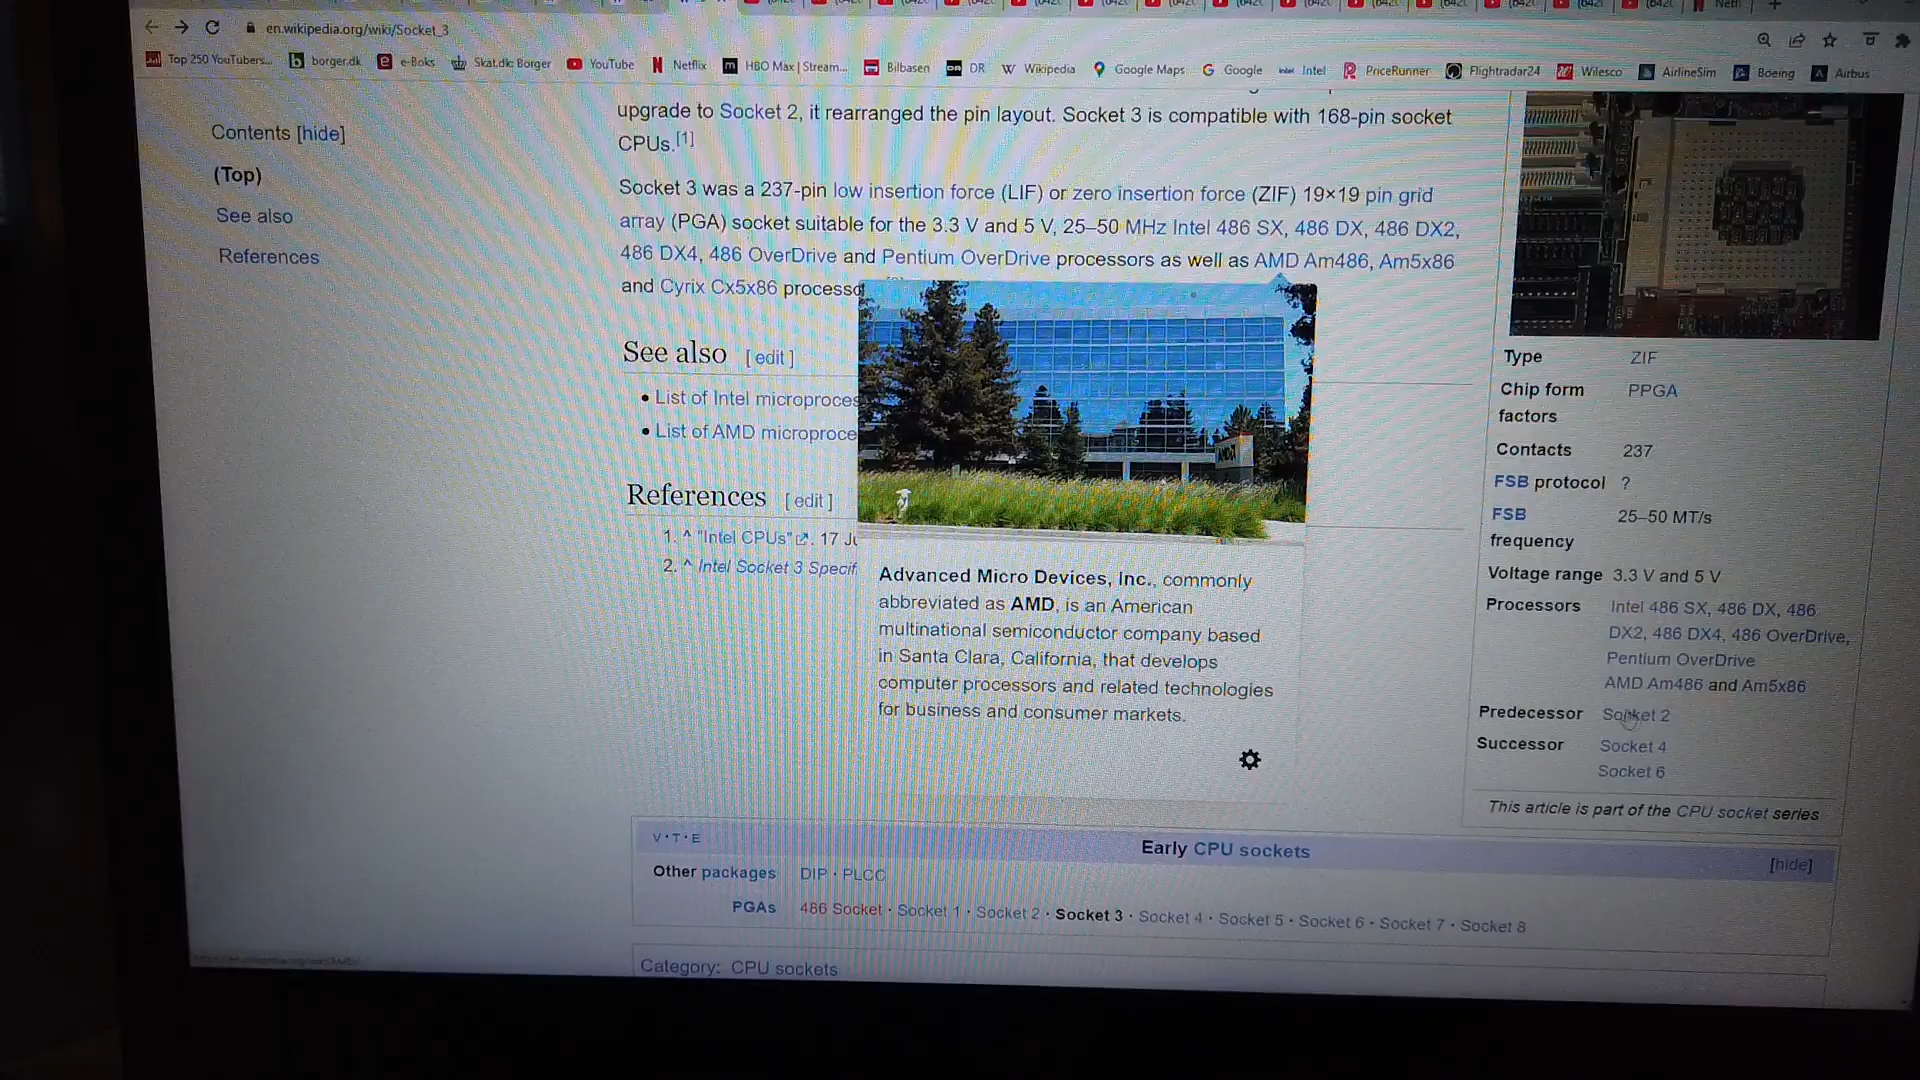 en.wikipedia.org/wiki/Socket_3
Top 250 YouTubers... borger.dk e-Boks Skat.dk: Borger YouTube Netflix HBO Max | Stream... Bilbasen DR Wikipedia Google Maps Google Intel PriceRunner Flightradar24 Wilesco AirlineSim Boeing Airbus
Contents [hide]
(Top)
See also
References
upgrade to Socket 2, it rearranged the pin layout. Socket 3 is compatible with 168-pin socket
CPUs.[1]
Socket 3 was a 237-pin low insertion force (LIF) or zero insertion force (ZIF) 19×19 pin grid
array (PGA) socket suitable for the 3.3 V and 5 V, 25–50 MHz Intel 486 SX, 486 DX, 486 DX2,
486 DX4, 486 OverDrive and Pentium OverDrive processors as well as AMD Am486, Am5x86
and Cyrix Cx5x86 processo
See also [ edit ]
• List of Intel microproces
• List of AMD microproce
References [ edit ]
1. ^ "Intel CPUs". 17 Ju
2. ^ Intel Socket 3 Specif
AMD
Advanced Micro Devices, Inc., commonly
abbreviated as AMD, is an American
multinational semiconductor company based
in Santa Clara, California, that develops
computer processors and related technologies
for business and consumer markets.
Type ZIF
Chip form PPGA
factors
Contacts 237
FSB protocol ?
FSB 25–50 MT/s
frequency
Voltage range 3.3 V and 5 V
Processors Intel 486 SX, 486 DX, 486
DX2, 486 DX4, 486 OverDrive,
Pentium OverDrive
AMD Am486 and Am5x86
Predecessor Socket 2
Successor Socket 4
Socket 6
This article is part of the CPU socket series
V·T·E Early CPU sockets [hide]
Other packages DIP · PLCC
PGAs 486 Socket · Socket 1 · Socket 2 · Socket 3 · Socket 4 · Socket 5 · Socket 6 · Socket 7 · Socket 8
Category: CPU sockets